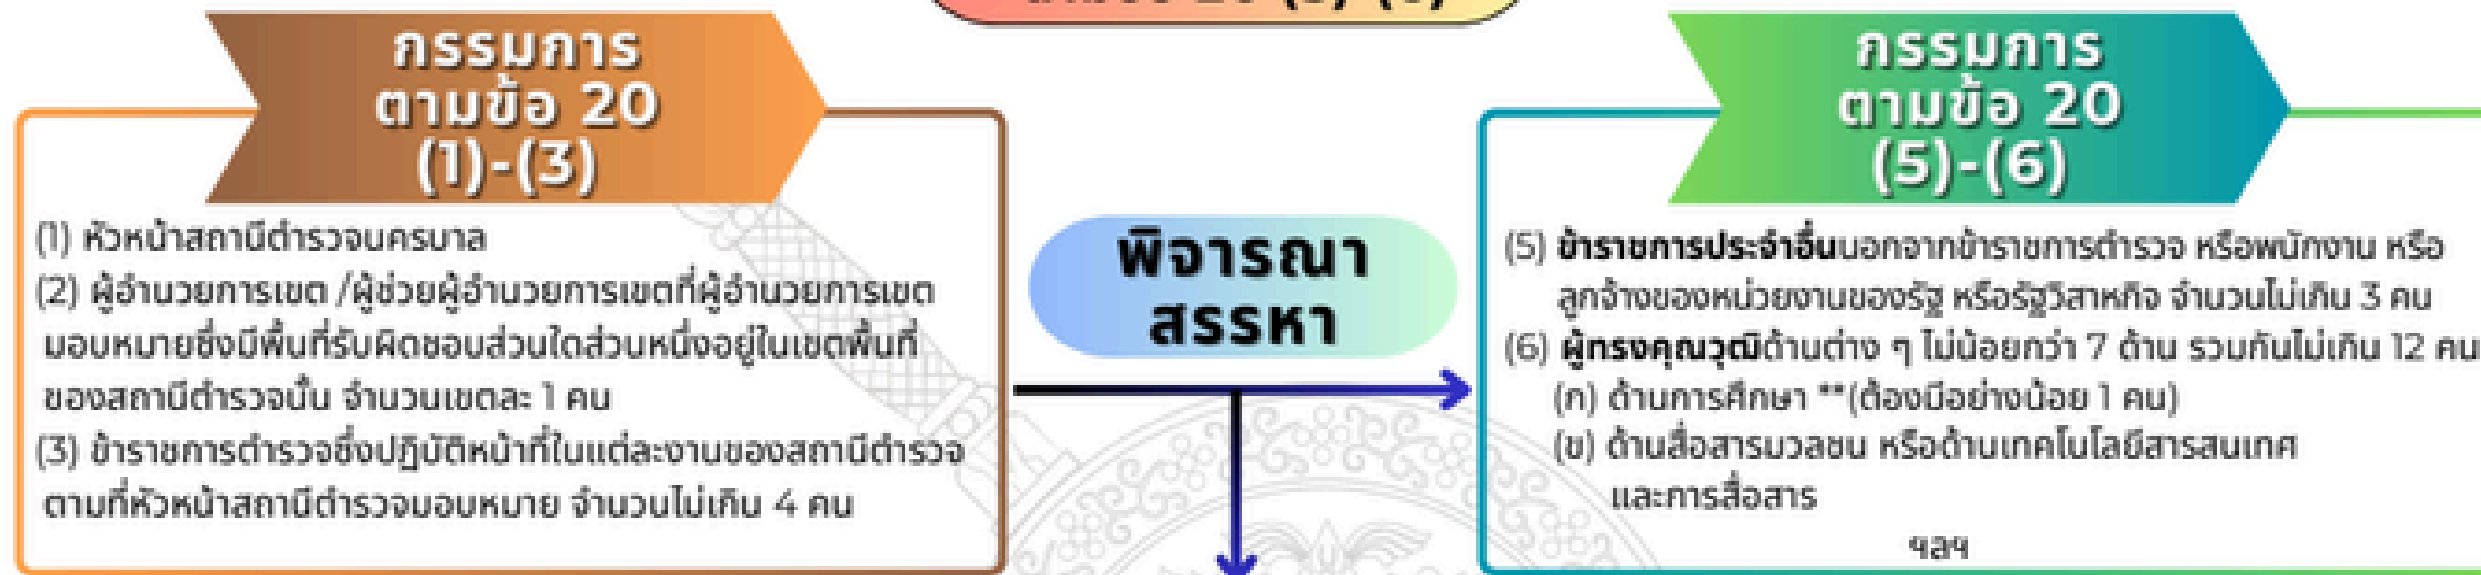 กรรมการ
ตามข้อ 20
(1)-(3)
(1) หัวหน้าสถานีตำรวจนครบาล
(2) ผู้อำนวยการเขต /ผู้ช่วยผู้อำนวยการเขตที่ผู้อำนวยการเขต
มอบหมายซึ่งมีพื้นที่รับผิดชอบส่วนใดส่วนหนึ่งอยู่ในเขตพื้นที่
ของสถานีตำรวจนั้น จำนวนเขตละ 1 คน
(3) ข้าราชการตำรวจซึ่งปฏิบัติหน้าที่ในแต่ละงานของสถานีตำรวจ
ตามที่หัวหน้าสถานีตำรวจมอบหมาย จำนวนไม่เกิน 4 คน
พิจารณา
สรรหา
กรรมการ
ตามข้อ 20
(5)-(6)
(5) ข้าราชการประจำอื่นนอกจากข้าราชการตำรวจ หรือพนักงาน หรือ
ลูกจ้างของหน่วยงานของรัฐ หรือรัฐวิสาหกิจ จำนวนไม่เกิน 3 คน
(6) ผู้ทรงคุณวุฒิด้านต่าง ๆ ไม่น้อยกว่า 7 ด้าน รวมกันไม่เกิน 12 คน
(ก) ด้านการศึกษา **(ต้องมีอย่างน้อย 1 คน)
(ข) ด้านสื่อสารมวลชน หรือด้านเทคโนโลยีสารสนเทศ
และการสื่อสาร
ฯลฯ